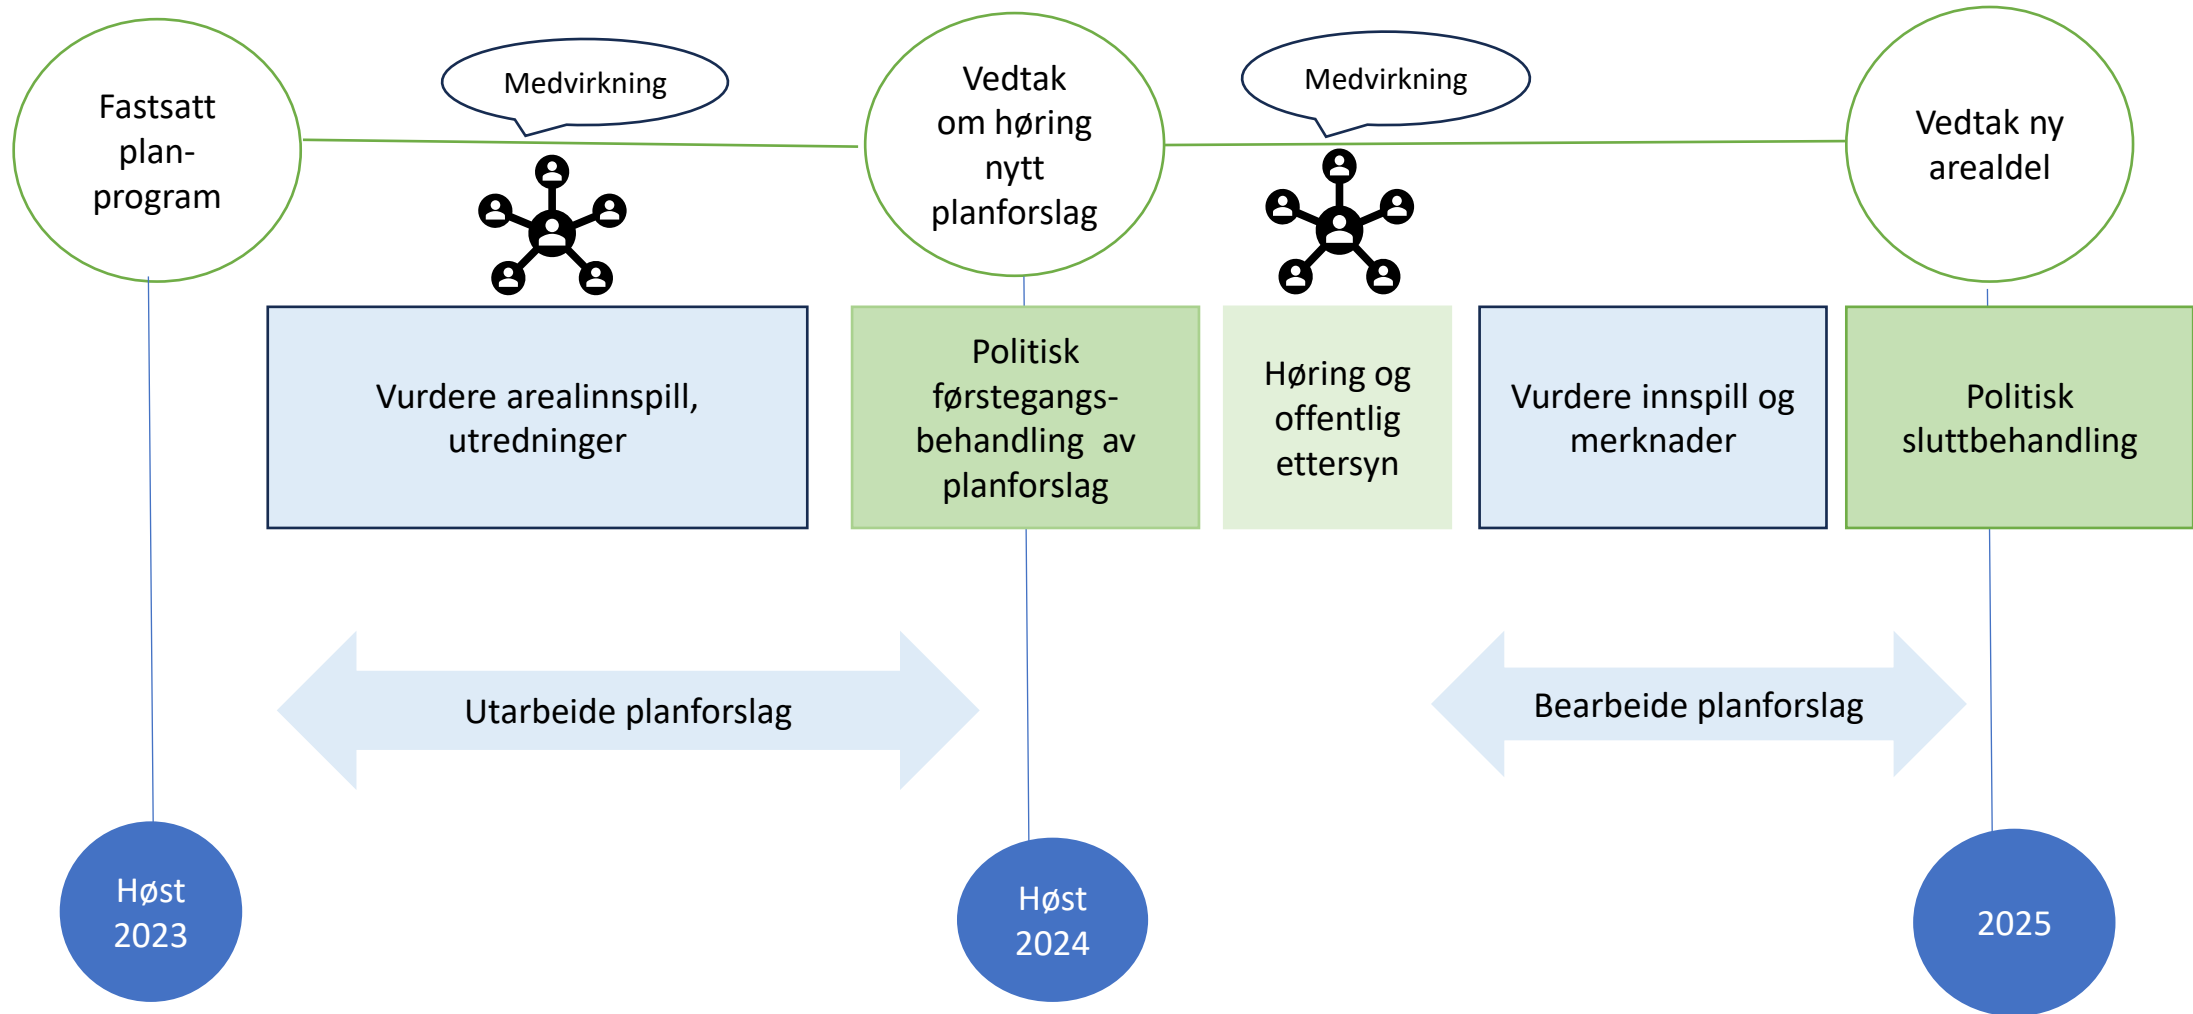 Fastsatt
plan-
program
Medvirkning
Vedtak
om høring
nytt
planforslag
Medvirkning
Vedtak ny
arealdel
Vurdere arealinnspill,
utredninger
Politisk
førstegangs-
behandling av
planforslag
Høring og
offentlig
ettersyn
Vurdere innspill og
merknader
Politisk
sluttbehandling
Utarbeide planforslag
Bearbeide planforslag
Høst
2023
Høst
2024
2025